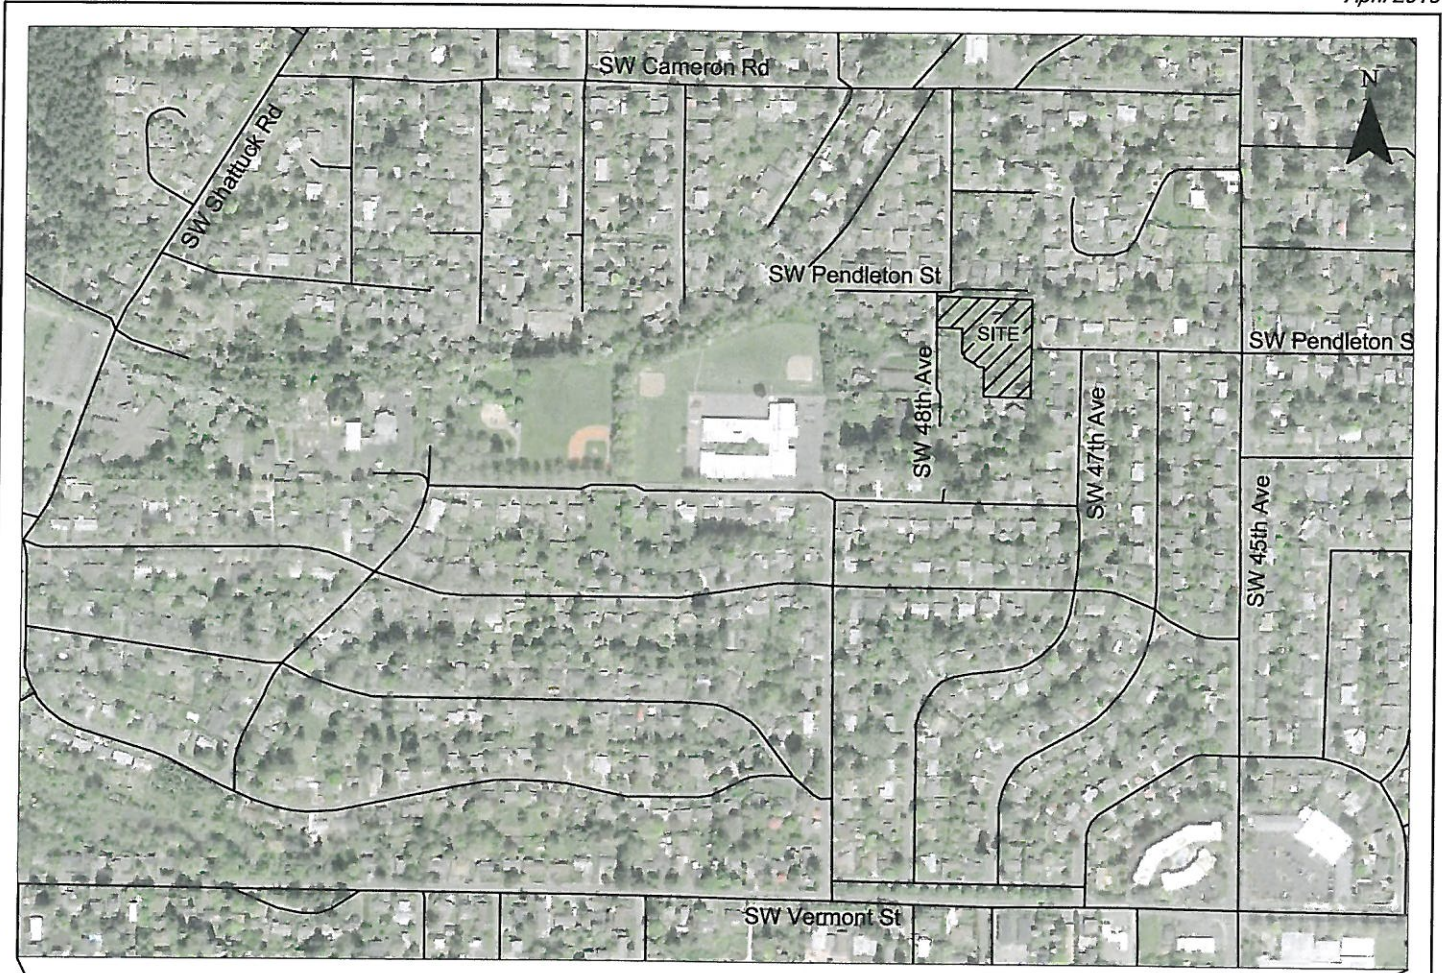 SW Cameron Rd
N
SW Shattuck Rd
SW Pendleton St
SITE
SW Pendleton S
SW 48th Ave
SW 47th Ave
SW 45th Ave
SW Vermont St